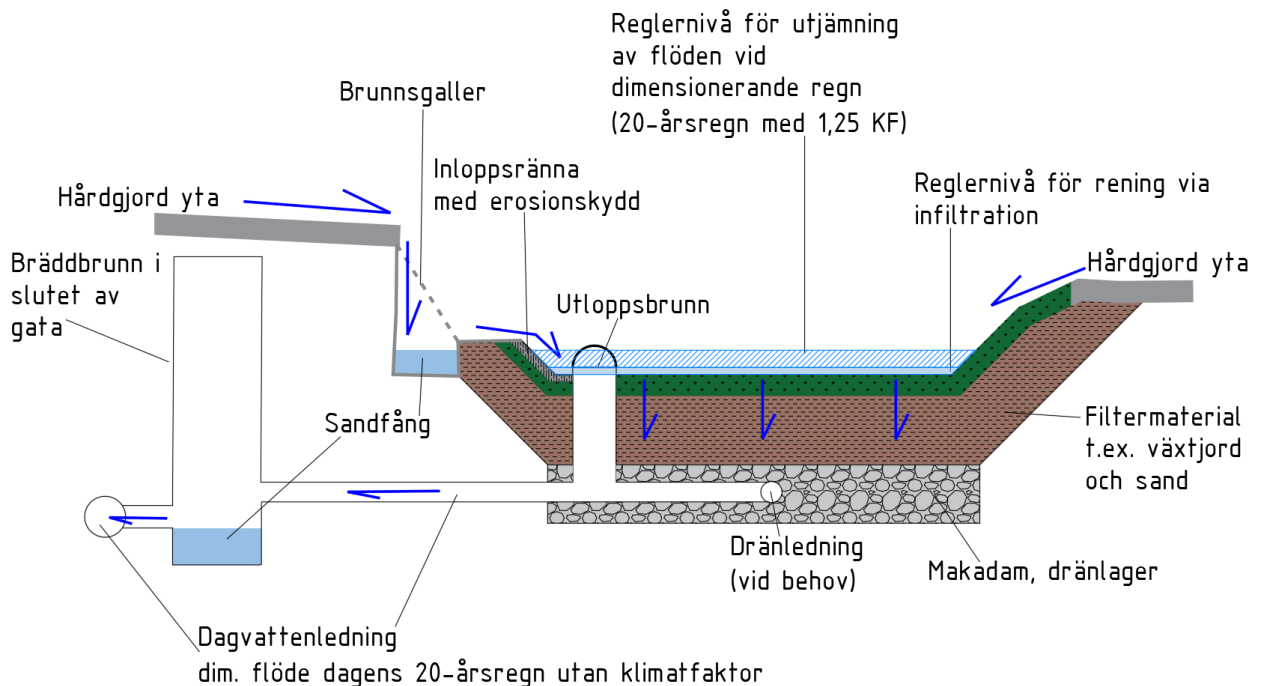 Reglernivå för utjämning
av flöden vid
dimensionerande regn
(20-årsregn med 1,25 KF)
Brunnsgaller
Inloppsränna
med erosionskydd
Reglernivå för rening via
infiltration
Hårdgjord yta
Bräddbrunn i
slutet av
gata
Utloppsbrunn
Hårdgjord yta
Sandfång
Filtermaterial
t.ex. växtjord
och sand
Dränledning
(vid behov)
Makadam, dränlager
Dagvattenledning
dim. flöde dagens 20-årsregn utan klimatfaktor